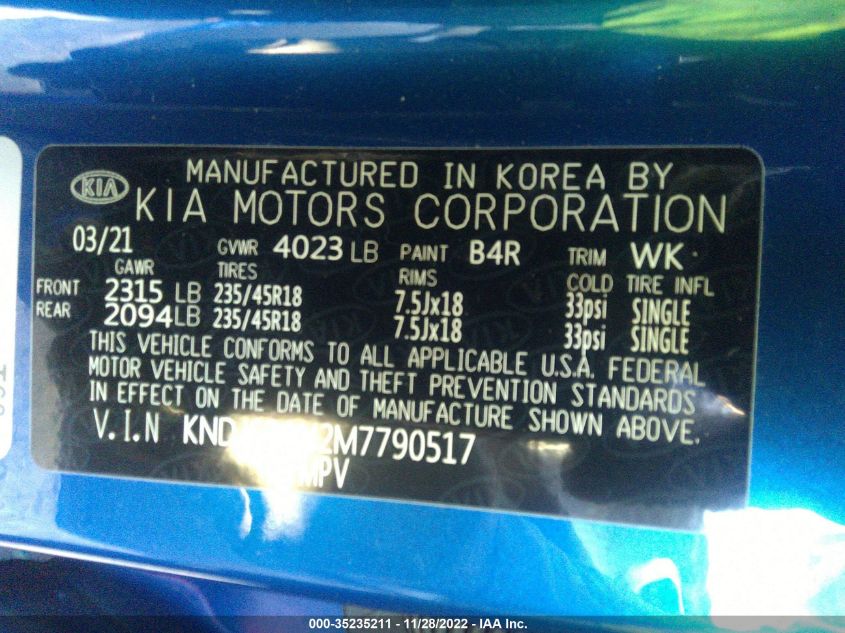 KIA
MANUFACTURED IN KOREA BY
KIA MOTORS CORPORATION
03/21 GVWR 4023 LB PAINT B4R TRIM WK
GAWR TIRES RIMS COLD TIRE INFL
FRONT 2315 LB 235/45R18 7.5Jx18 33psi SINGLE
REAR 2094 LB 235/45R18 7.5Jx18 33psi SINGLE
THIS VEHICLE CONFORMS TO ALL APPLICABLE U.S.A. FEDERAL
MOTOR VEHICLE SAFETY AND THEFT PREVENTION STANDARDS
IN EFFECT ON THE DATE OF MANUFACTURE SHOWN ABOVE.
V.I.N
MPV
000-35235211 - 11/28/2022 - IAA Inc.